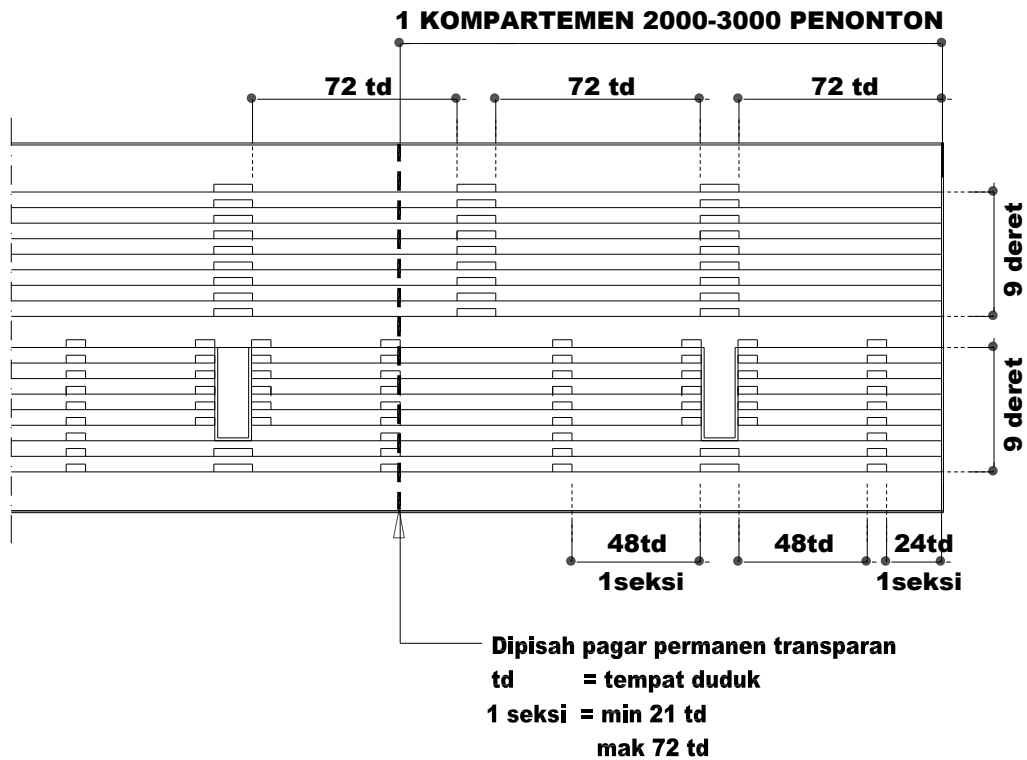 1 KOMPARTEMEN 2000-3000 PENONTON
72 td
72 td
72 td
9 deret
9 deret
48td
48td
24td
1seksi
1seksi
Dipisah pagar permanen transparan
td = tempat duduk
1 seksi = min 21 td
mak 72 td